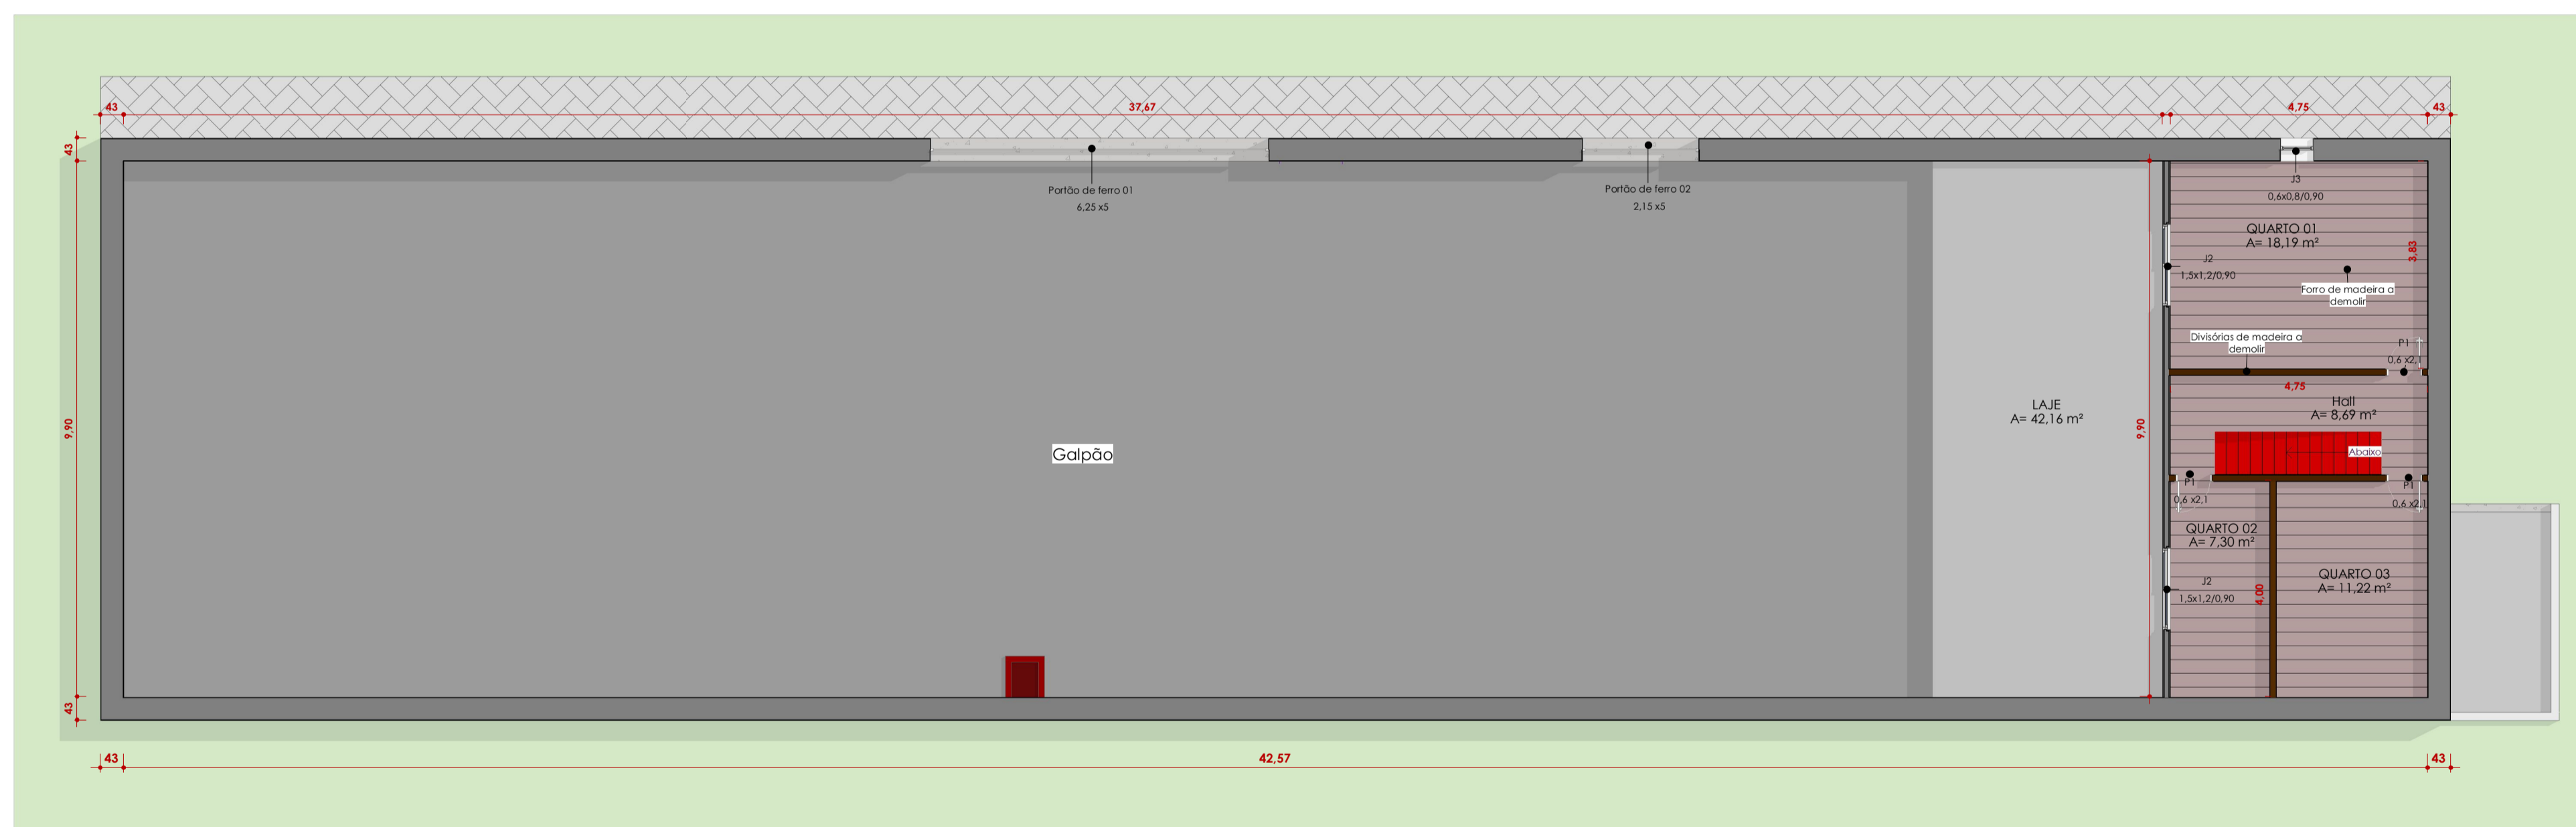 43
37,67
4,75
43
43
Portão de ferro 01
6,25 x5
Portão de ferro 02
2,15 x5
J3
0,6x0,8/0,90
QUARTO 01
A= 18,19 m²
3,83
J2
1,5x1,2/0,90
Forro de madeira a
demolir
Divisórias de madeira a
demolir
P1
0,6 x2,1
4,75
Hall
A= 8,69 m²
LAJE
A= 42,16 m²
9,90
9,90
Galpão
Abaixo
P1
0,6 x2,1
P1
0,6 x2,1
QUARTO 02
A= 7,30 m²
QUARTO 03
A= 11,22 m²
J2
1,5x1,2/0,90
4,00
43
43
42,57
43